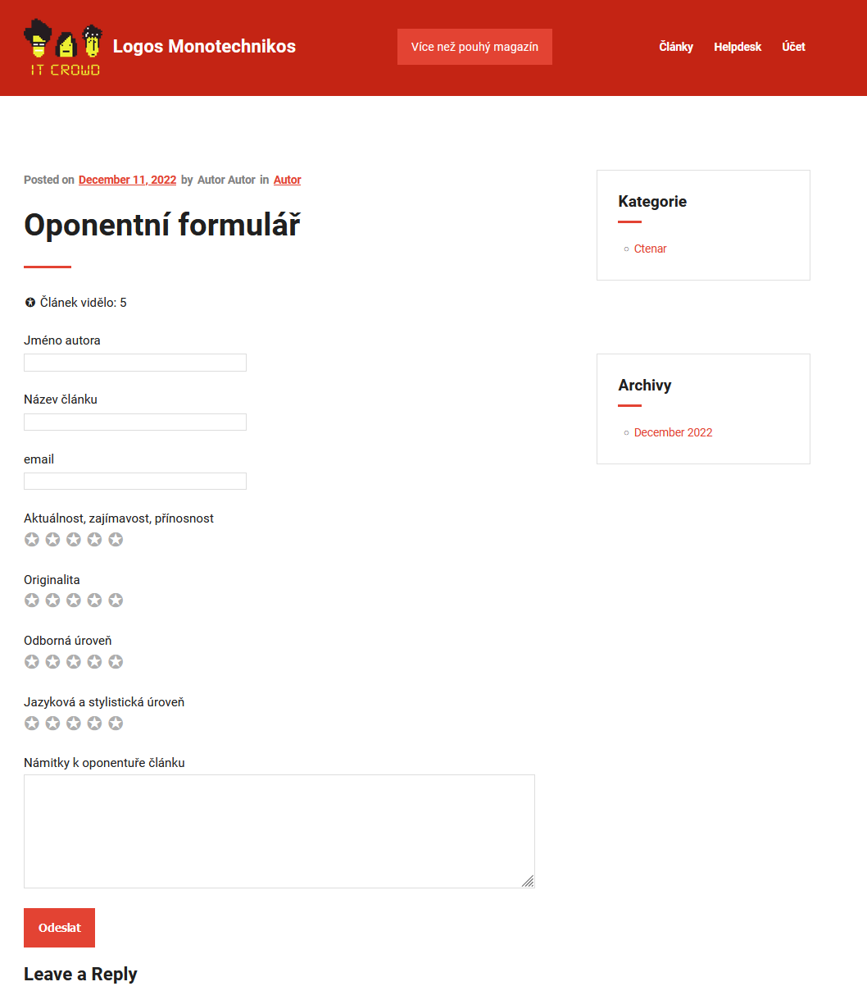 IT CROWD
Logos Monotechnikos
Více než pouhý magazín
Články Helpdesk Účet
Posted on December 11, 2022 by Autor Autor in Autor
Oponentní formulář
Článek vidělo: 5
Jméno autora
Název článku
email
Aktuálnost, zajímavost, přínosnost
Originalita
Odborná úroveň
Jazyková a stylistická úroveň
Námitky k oponentuře článku
Odeslat
Leave a Reply
Kategorie
Ctenar
Archivy
December 2022